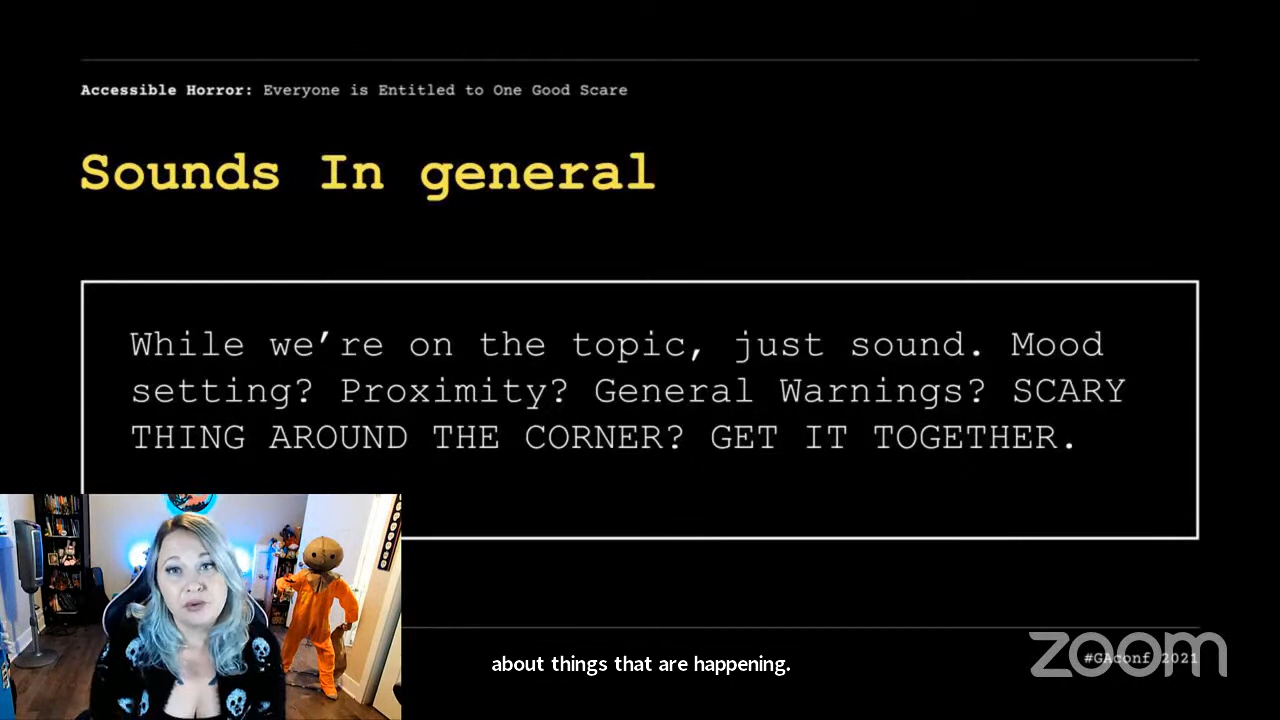 Accessible Horror: Everyone is Entitled to One Good Scare
Sounds In general
While we’re on the topic, just sound. Mood
setting? Proximity? General Warnings? SCARY
THING AROUND THE CORNER? GET IT TOGETHER.
about things that are happening.
#GAconf 2021
zoom